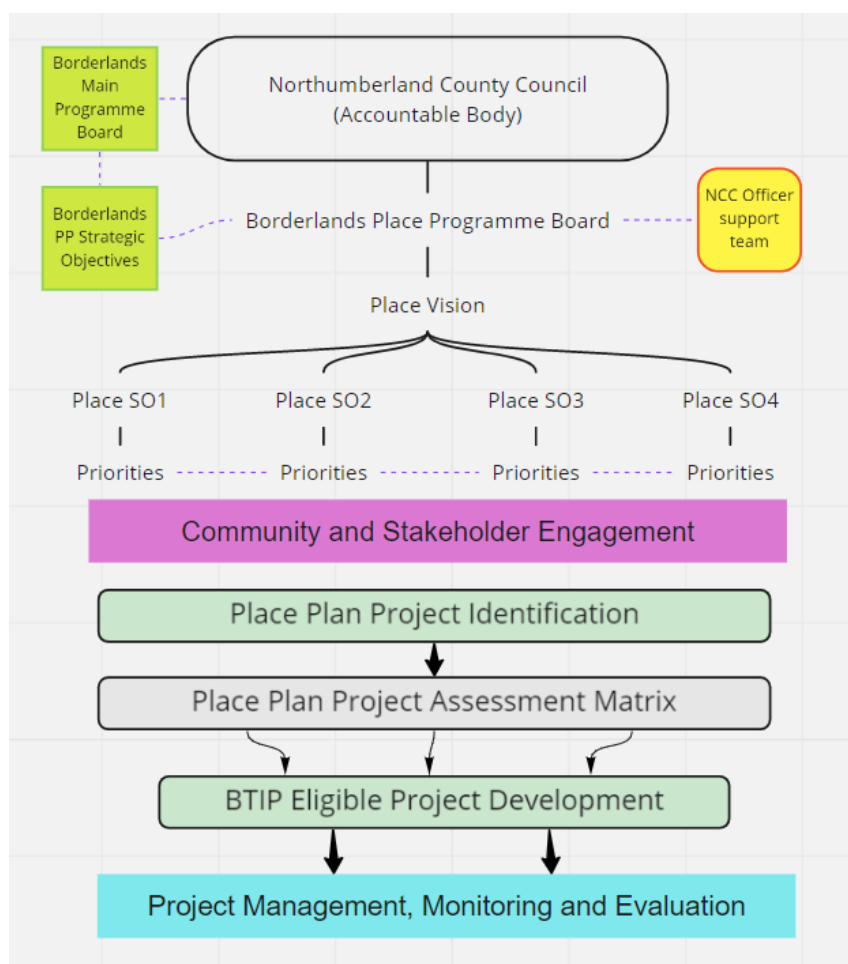 Borderlands
Main
Programme
Board
Northumberland County Council
(Accountable Body)
Borderlands
PP Strategic
Objectives
Borderlands Place Programme Board
NCC Officer
support
team
Place Vision
Place SO1
Place SO2
Place SO3
Place SO4
Priorities
Priorities
Priorities
Priorities
Community and Stakeholder Engagement
Place Plan Project Identification
Place Plan Project Assessment Matrix
BTIP Eligible Project Development
Project Management, Monitoring and Evaluation